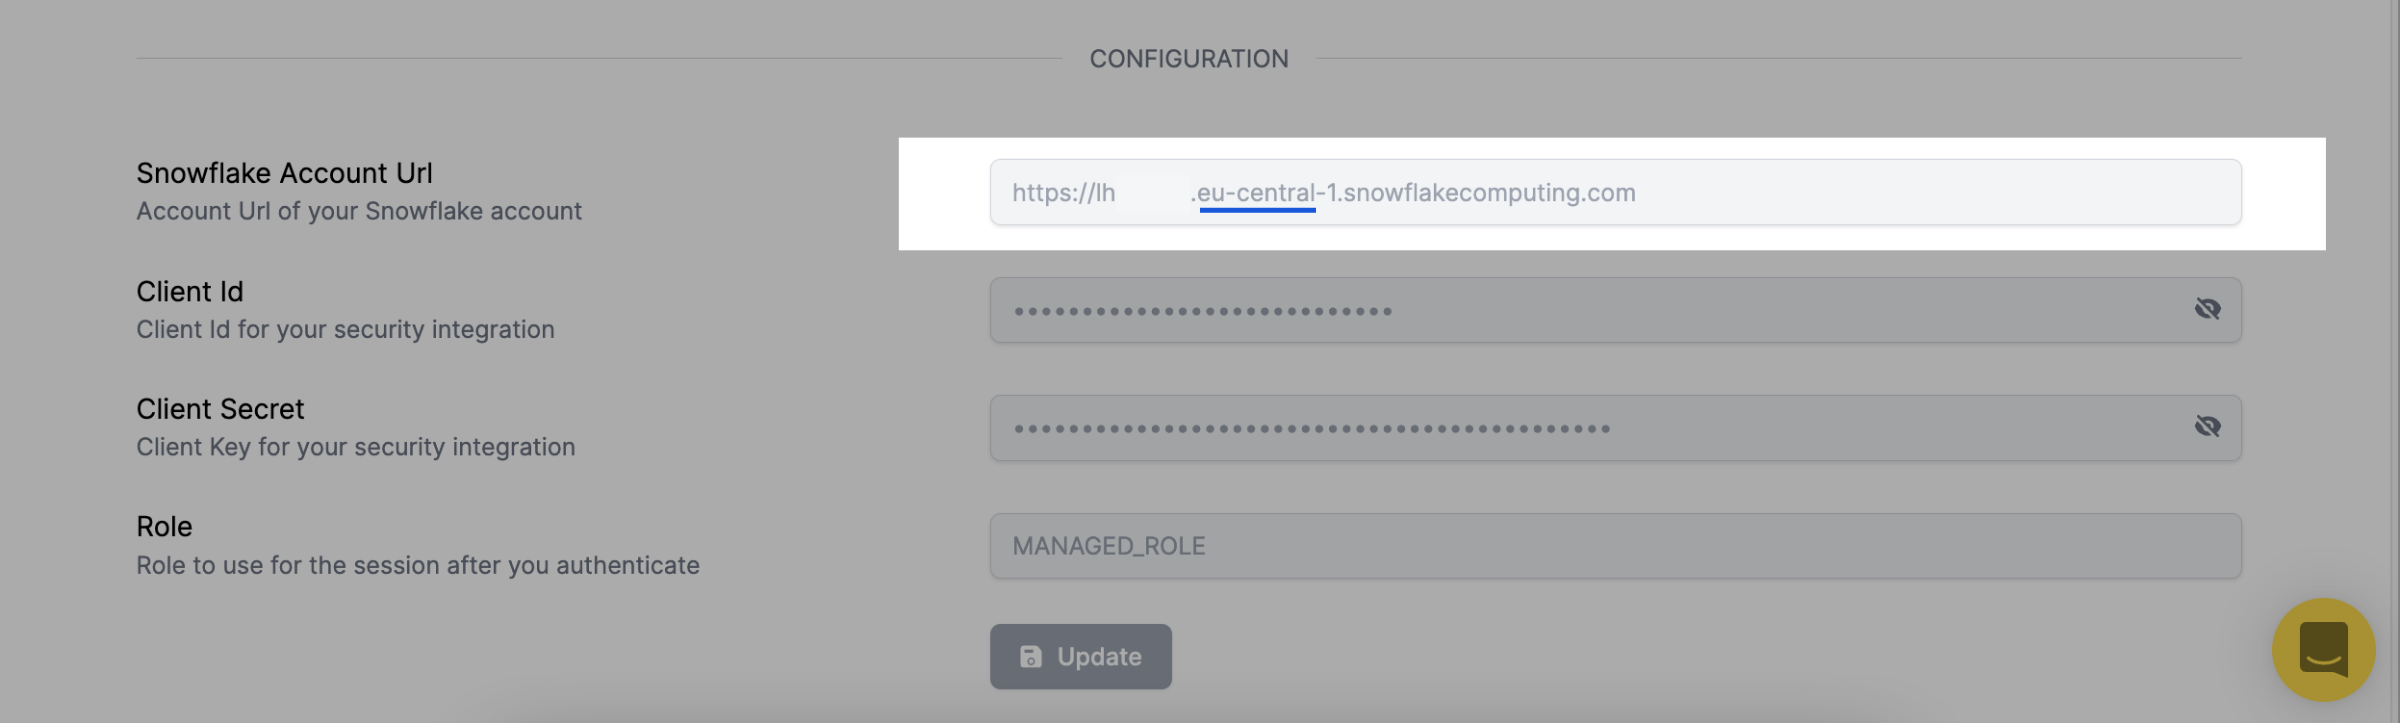 CONFIGURATION
Snowflake Account Url
Account Url of your Snowflake account
https://lh .eu-central-1.snowflakecomputing.com
Client Id
Client Id for your security integration
••••••••••••••••••••••••••••
Client Secret
Client Key for your security integration
••••••••••••••••••••••••••••••••••••••••••••
Role
Role to use for the session after you authenticate
MANAGED_ROLE
Update